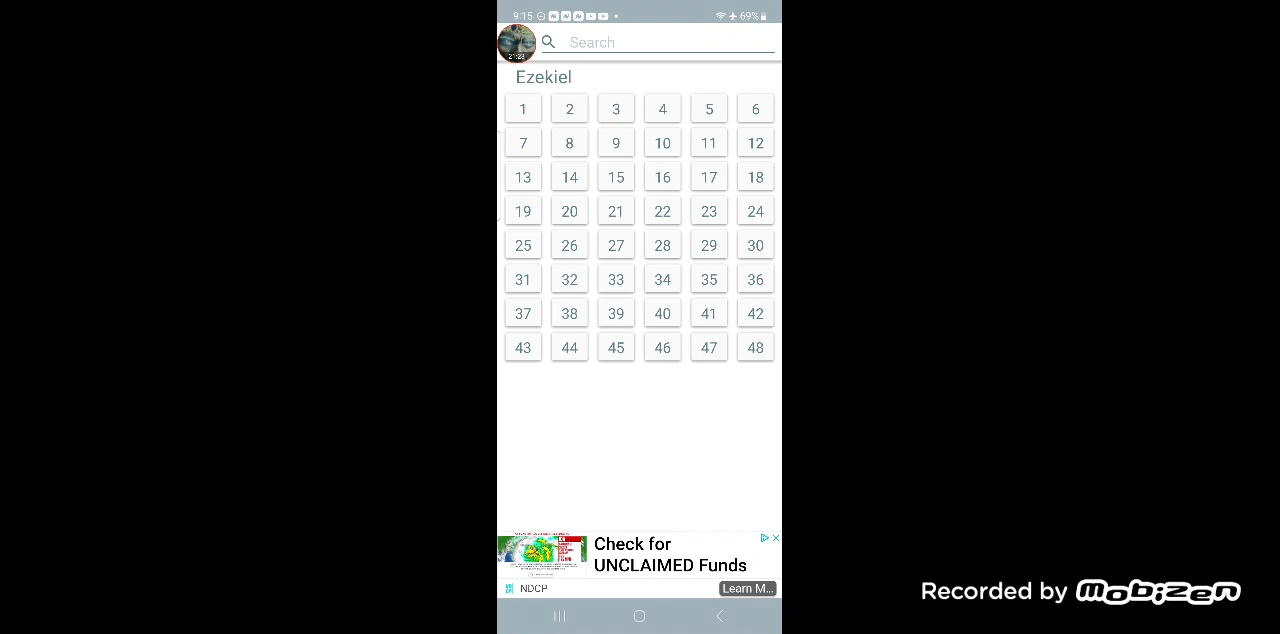 9:15 69%
Search
21:23
Ezekiel
1 2 3 4 5 6
7 8 9 10 11 12
13 14 15 16 17 18
19 20 21 22 23 24
25 26 27 28 29 30
31 32 33 34 35 36
37 38 39 40 41 42
43 44 45 46 47 48
Check for
UNCLAIMED Funds
NDCP
Learn M...
Recorded by mobizen